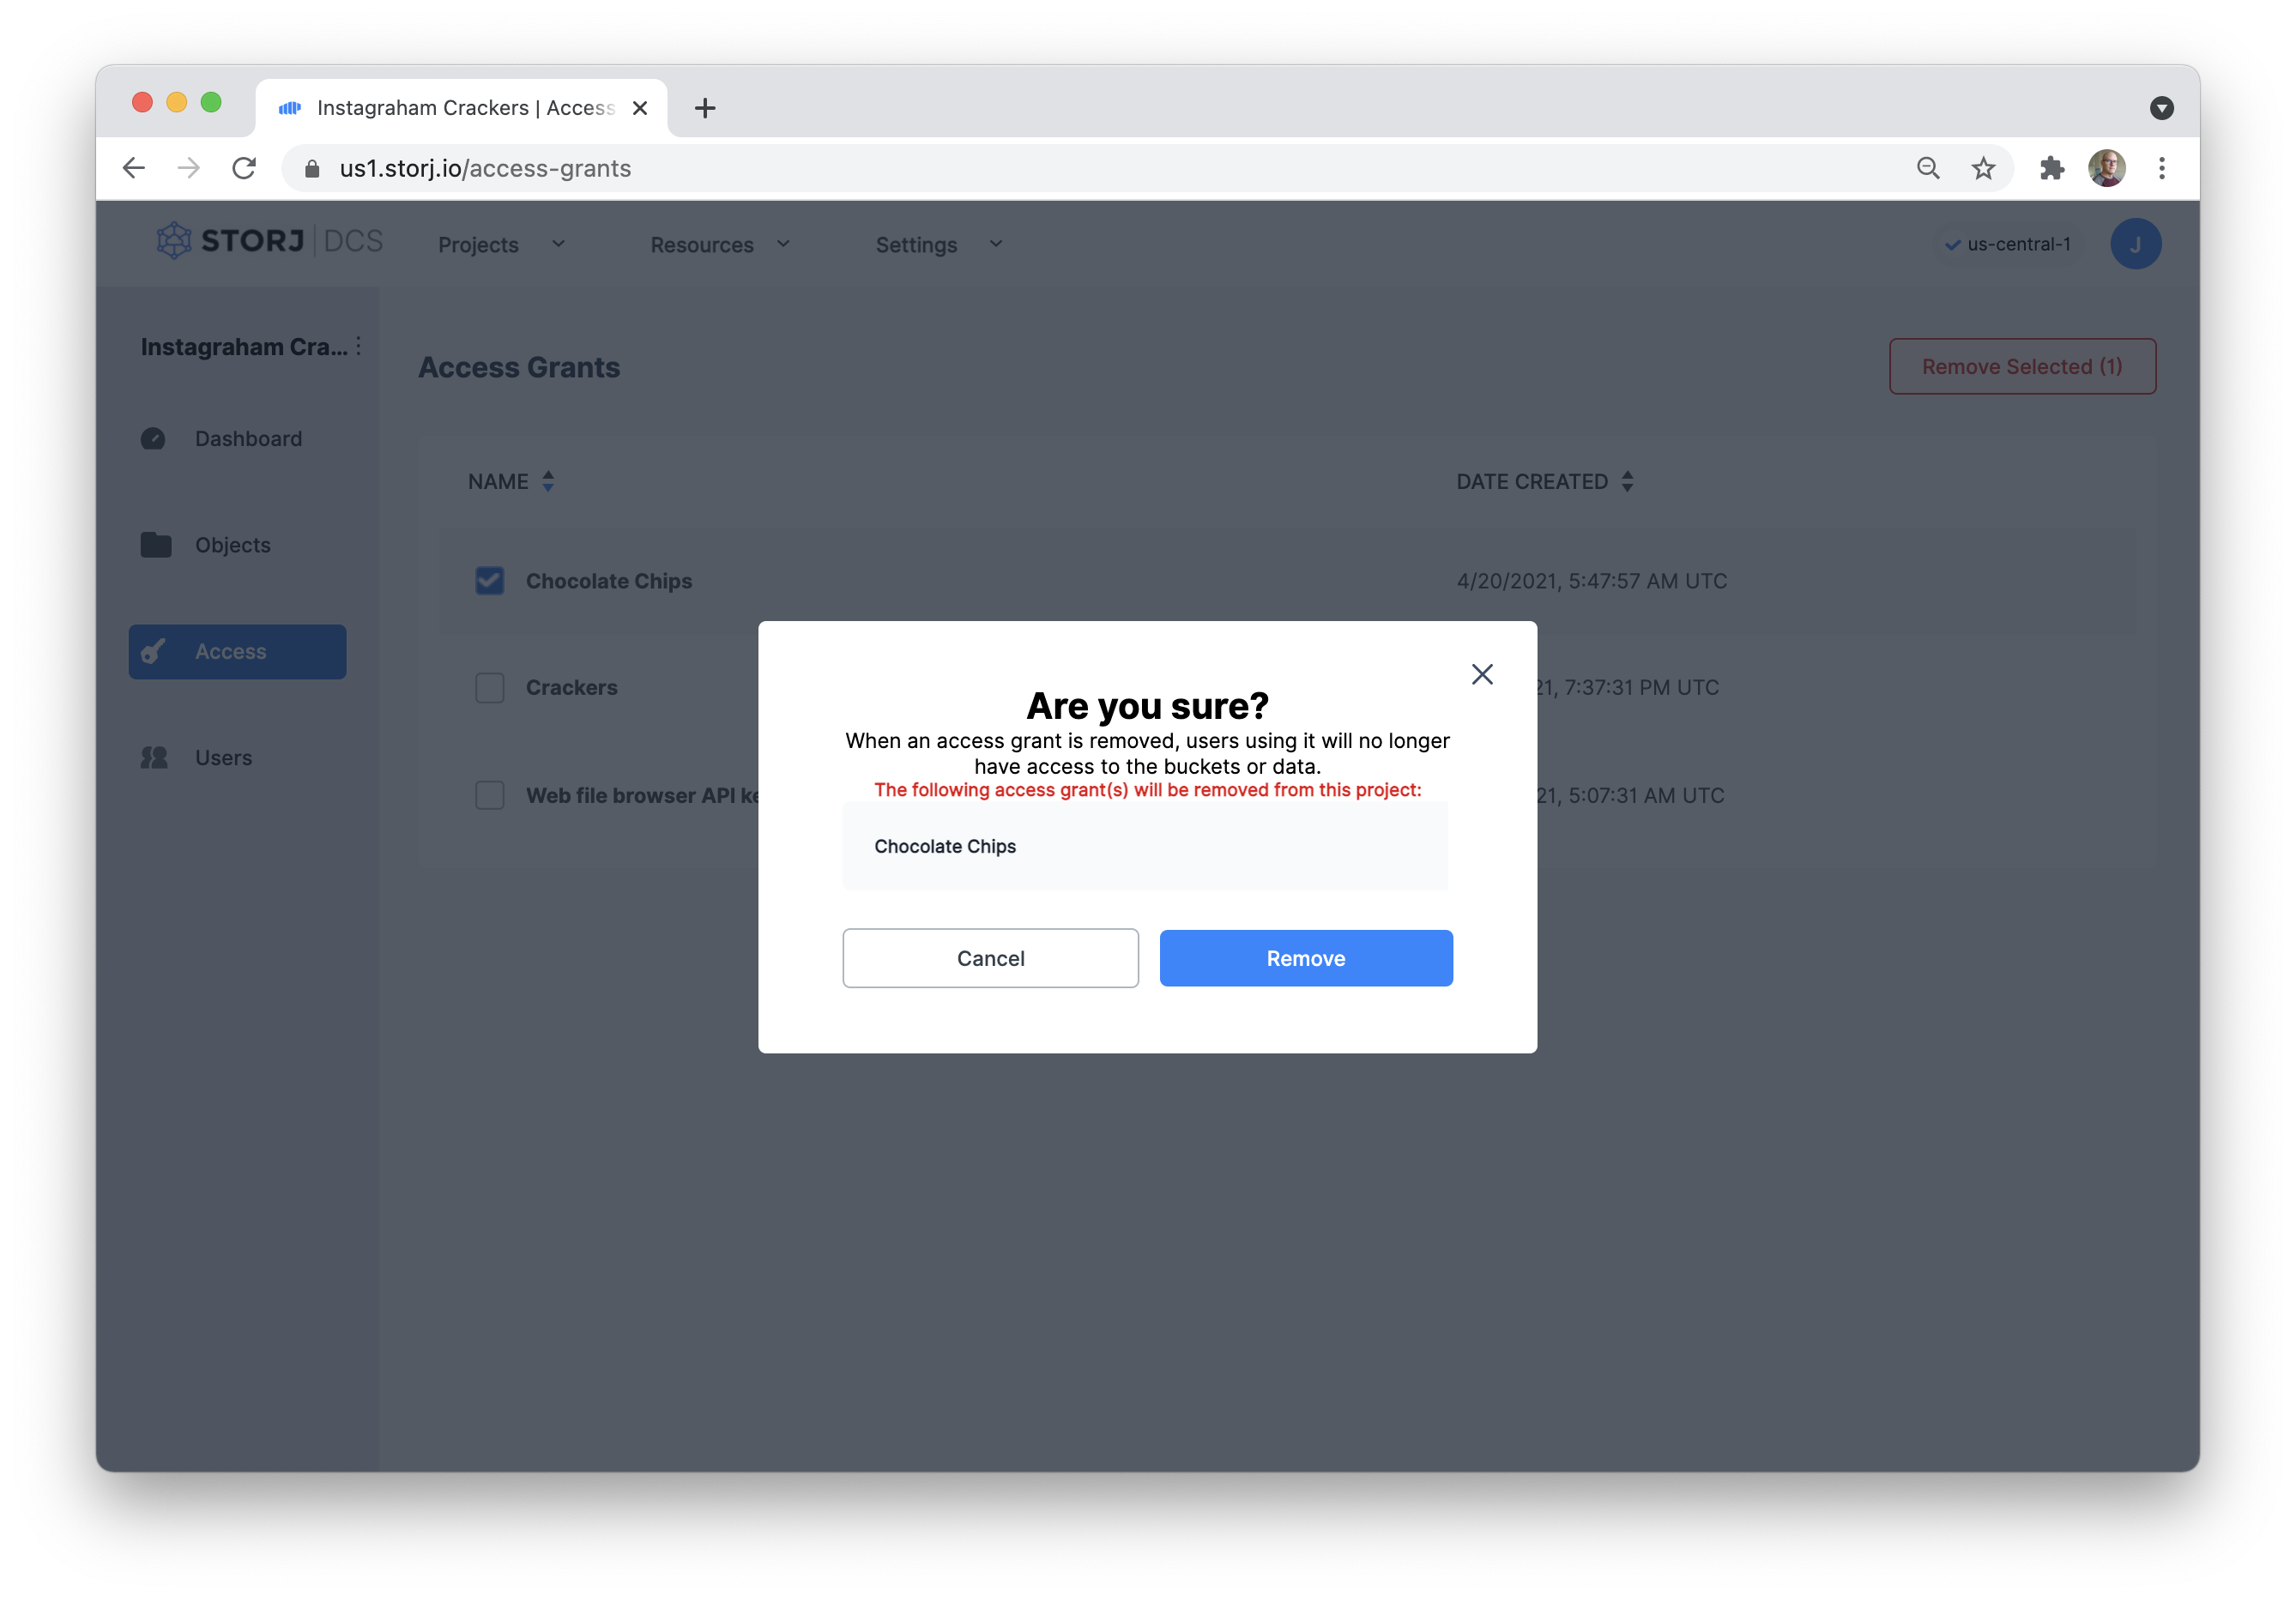 Instagraham Crackers | Access
us1.storj.io/access-grants
STORJ DCS
Projects
Resources
Settings
us-central-1
J
Instagraham Cra...
Access Grants
Remove Selected (1)
Dashboard
Objects
Access
Users
NAME
DATE CREATED
Chocolate Chips
4/20/2021, 5:47:57 AM UTC
Crackers
21, 7:37:31 PM UTC
Web file browser API
21, 5:07:31 AM UTC
Are you sure?
When an access grant is removed, users using it will no longer
have access to the buckets or data.
The following access grant(s) will be removed from this project:
Chocolate Chips
Cancel
Remove